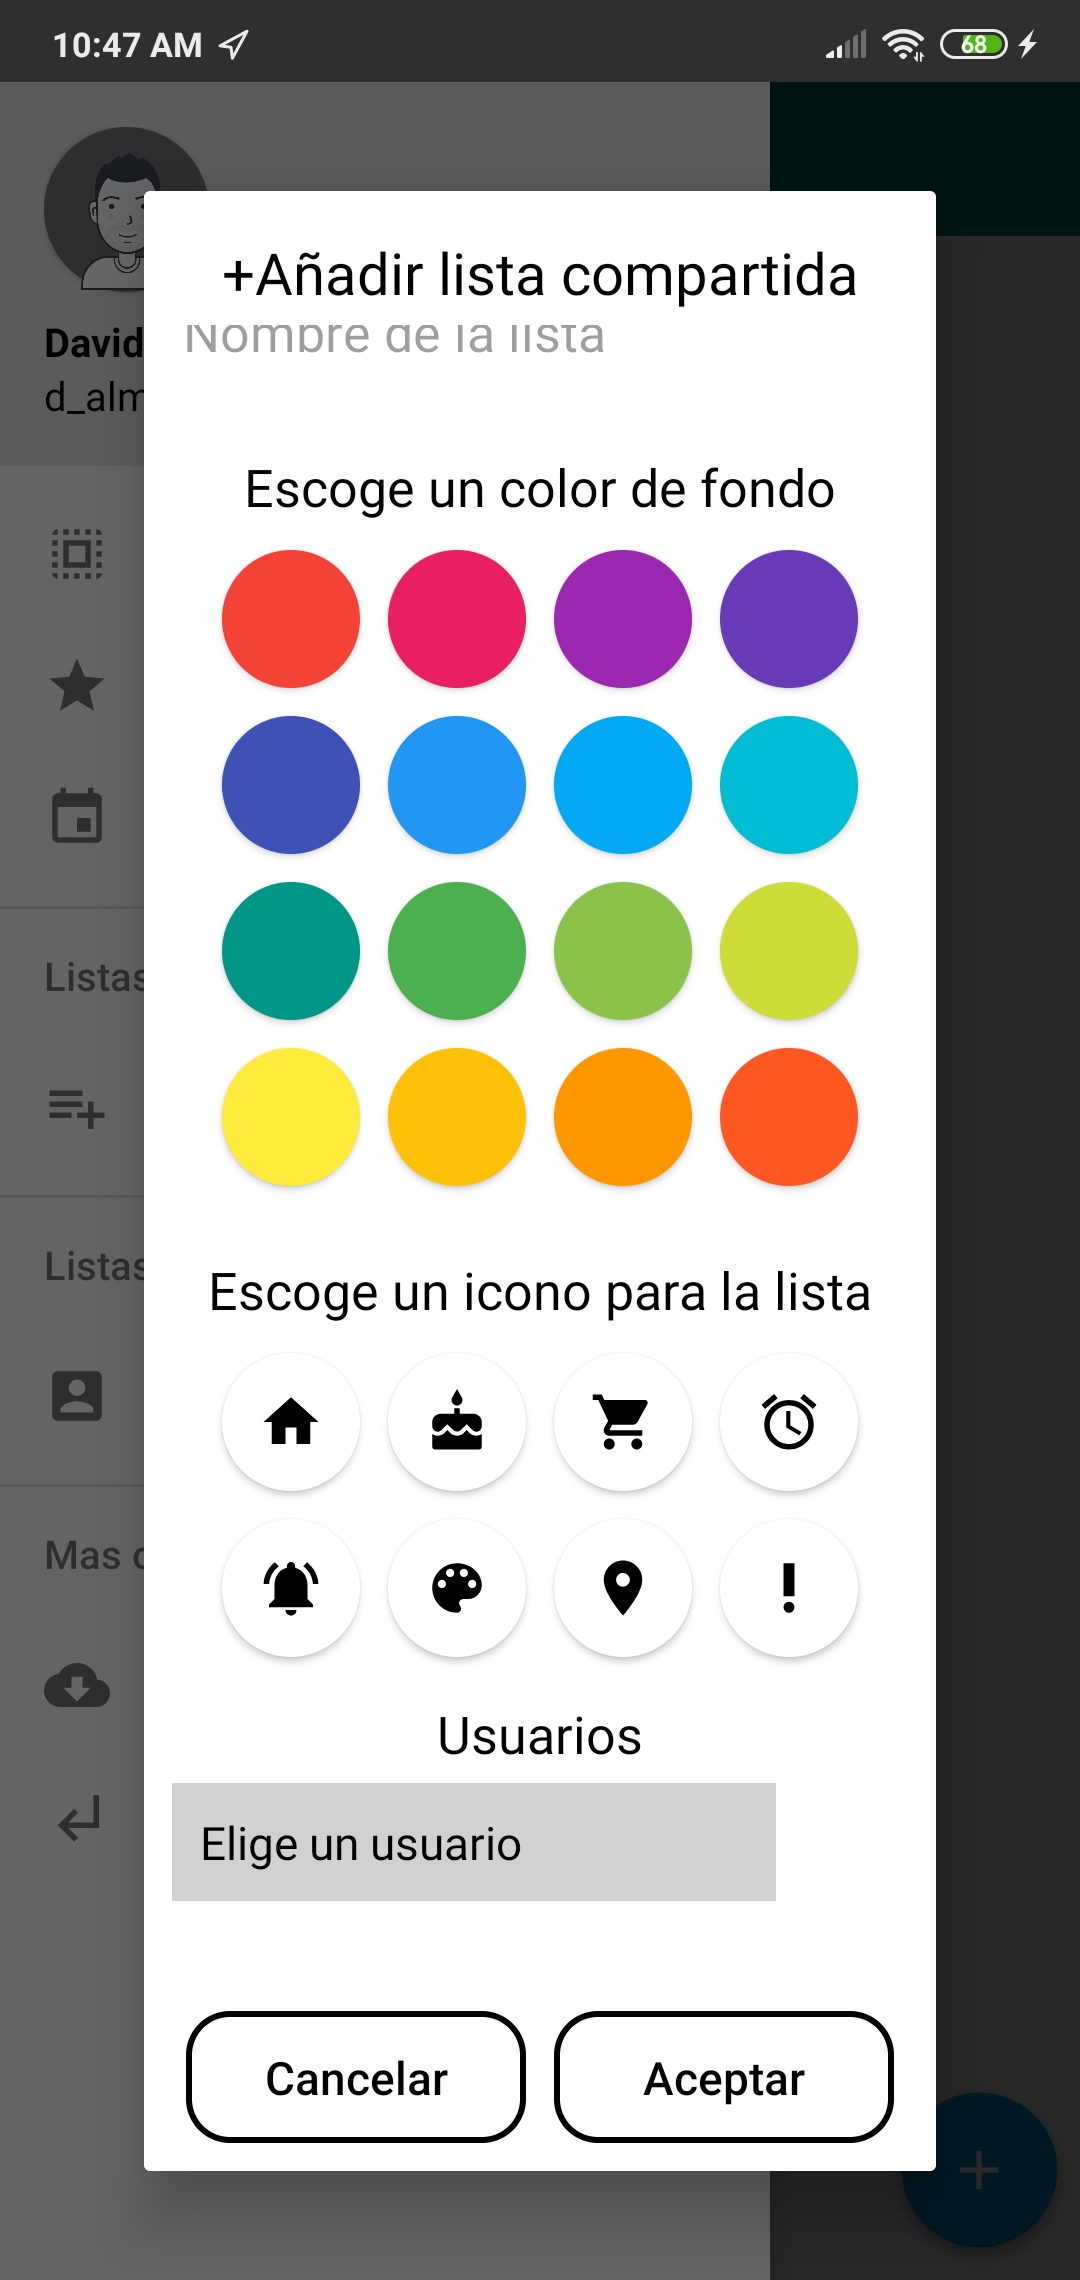 10:47 AM
68
+Añadir lista compartida
Nombre de la lista
David
Escoge un color de fondo
Listas
Listas
Escoge un icono para la lista
Mas
Usuarios
Elige un usuario
Cancelar
Aceptar